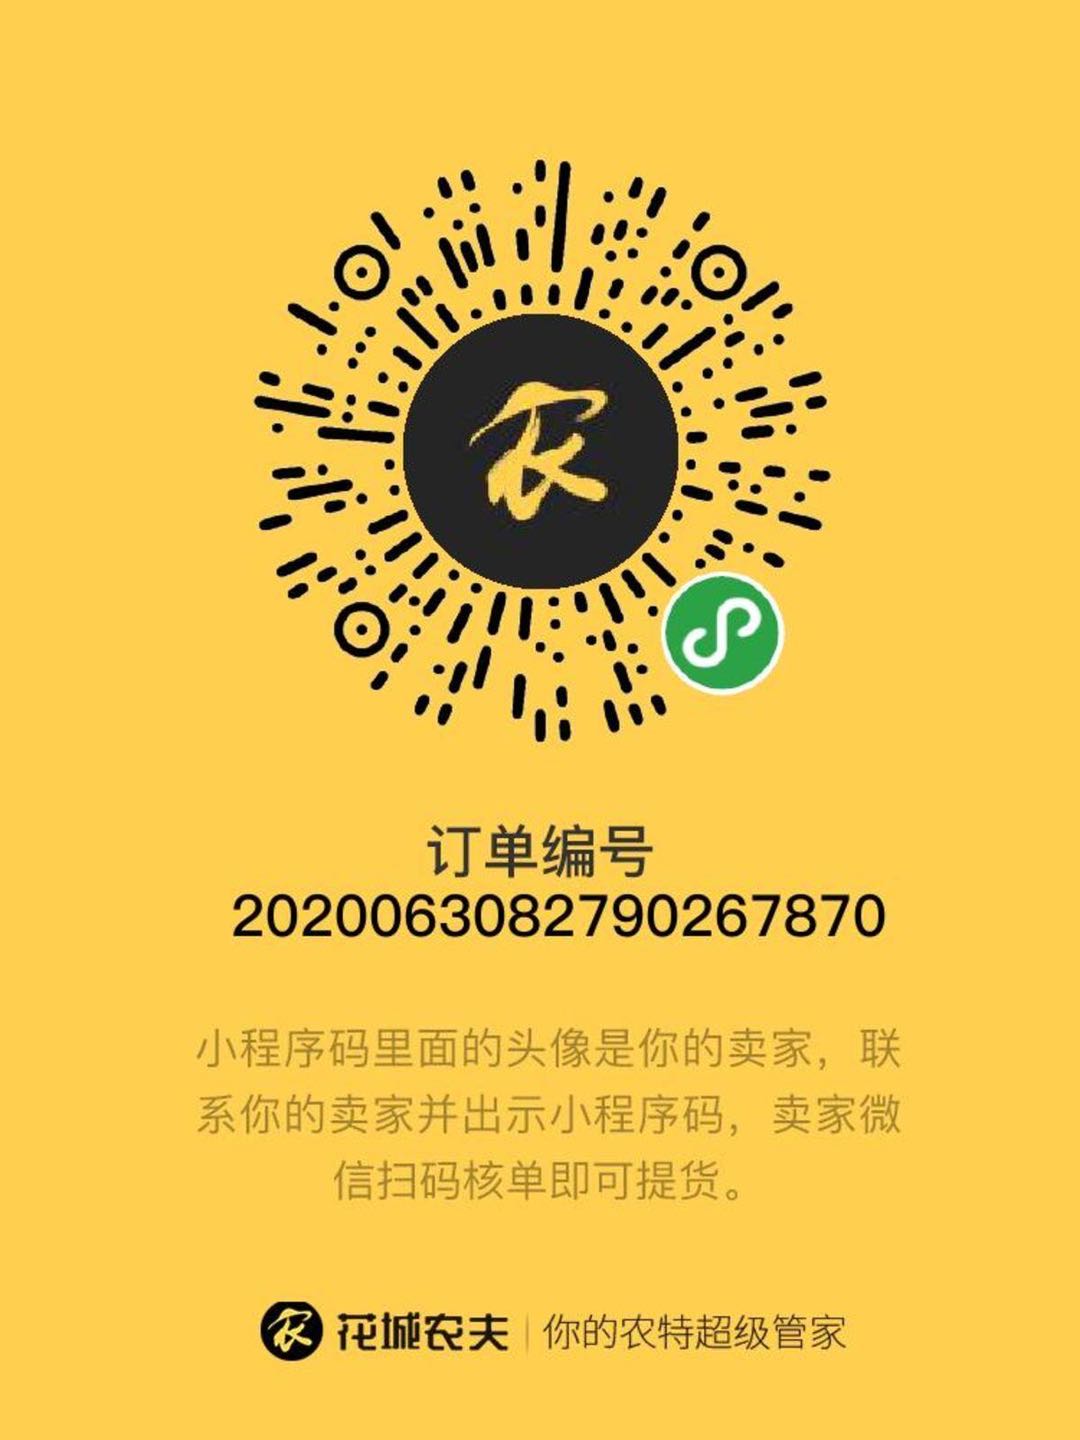 农
订单编号
2020063082790267870
小程序码里面的头像是你的卖家，联
系你的卖家并出示小程序码，卖家微
信扫码核单即可提货。
农 花城农夫 | 你的农特超级管家